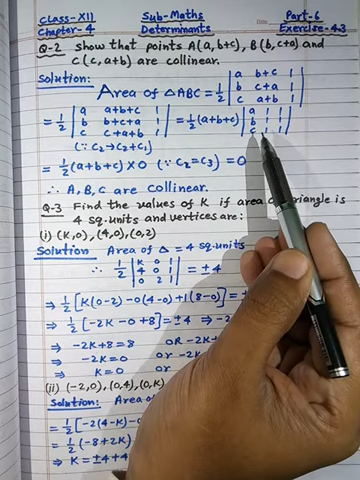 Class-XII Sub-Maths Part-6
Chapter-4 Determinants Exercise-4.3
Q-2 show that points A(a, b+c), B(b, c+a) and
C(c, a+b) are collinear.
Solution:
Area of △ABC = 1/2 | a b+c 1 |
| b c+a 1 |
| c a+b 1 |
= 1/2 | a a+b+c 1 | = 1/2 (a+b+c) | a 1 1 |
| b b+c+a 1 | | b 1 1 |
| c c+a+b 1 |
(∵ C2→C2+C1)
= 1/2 (a+b+c) × 0 (∵ C2=C3) = 0
∴ A, B, C are collinear.
Q-3 Find the values of K if area triangle is
4 sq. units and vertices are:
(i) (K,0), (4,0), (0,2)
Solution Area of △ = 4 sq. units
∴ 1/2 | K 0 1 | = ±4
| 4 0 1 |
| 0 2 1 |
⇒ 1/2 [K(0-2)-0(4-0)+1(8-0)] =
⇒ 1/2 [-2K-0+8] = ±4 ⇒
⇒ -2K+8=8 OR -2K+
⇒ -2K=0 or -2K
⇒ K=0 or
(ii) (-2,0), (0,4), (0,K)
Solution: Area of
= 1/2 [-2(4-K)-0
= 1/2 (-8+2K)
⇒ K = ±4+4